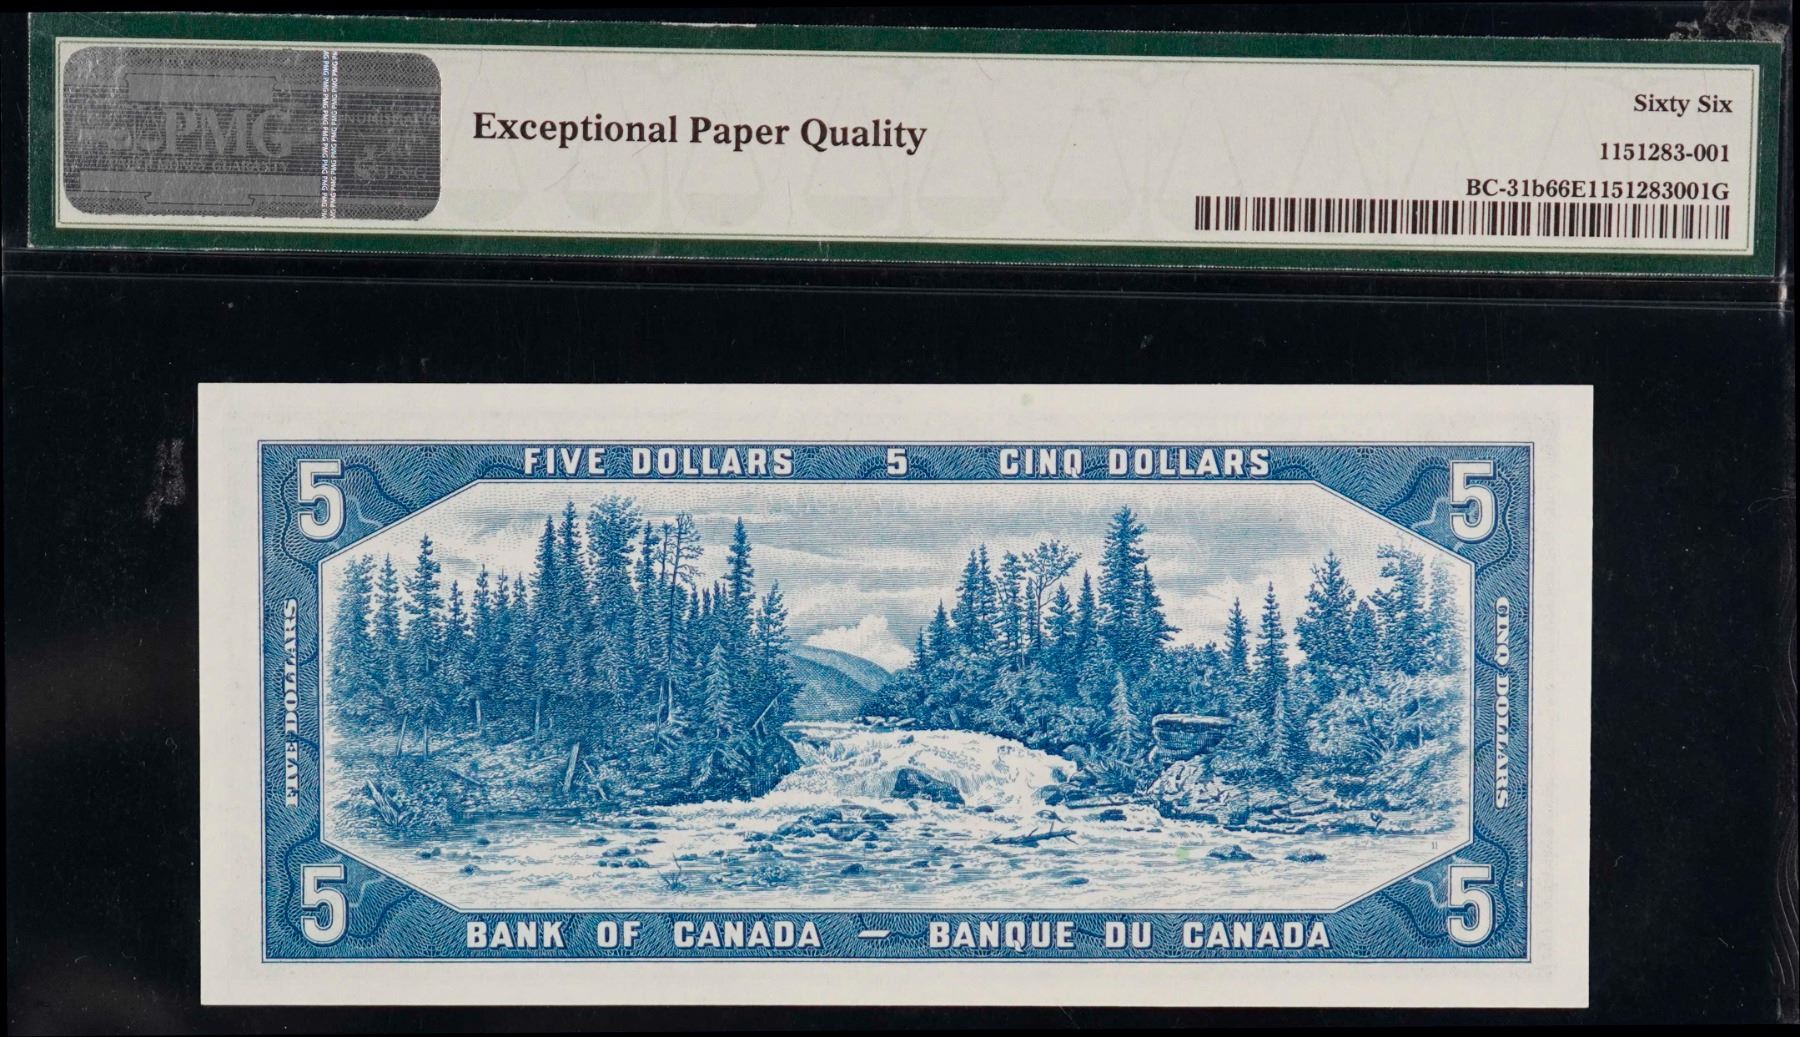 PMG
Exceptional Paper Quality
Sixty Six
1151283-001
BC-31b66E1151283001G
FIVE DOLLARS 5 CINQ DOLLARS
5 5
FIVE DOLLARS
CINQ DOLLARS
11
5 5
BANK OF CANADA — BANQUE DU CANADA